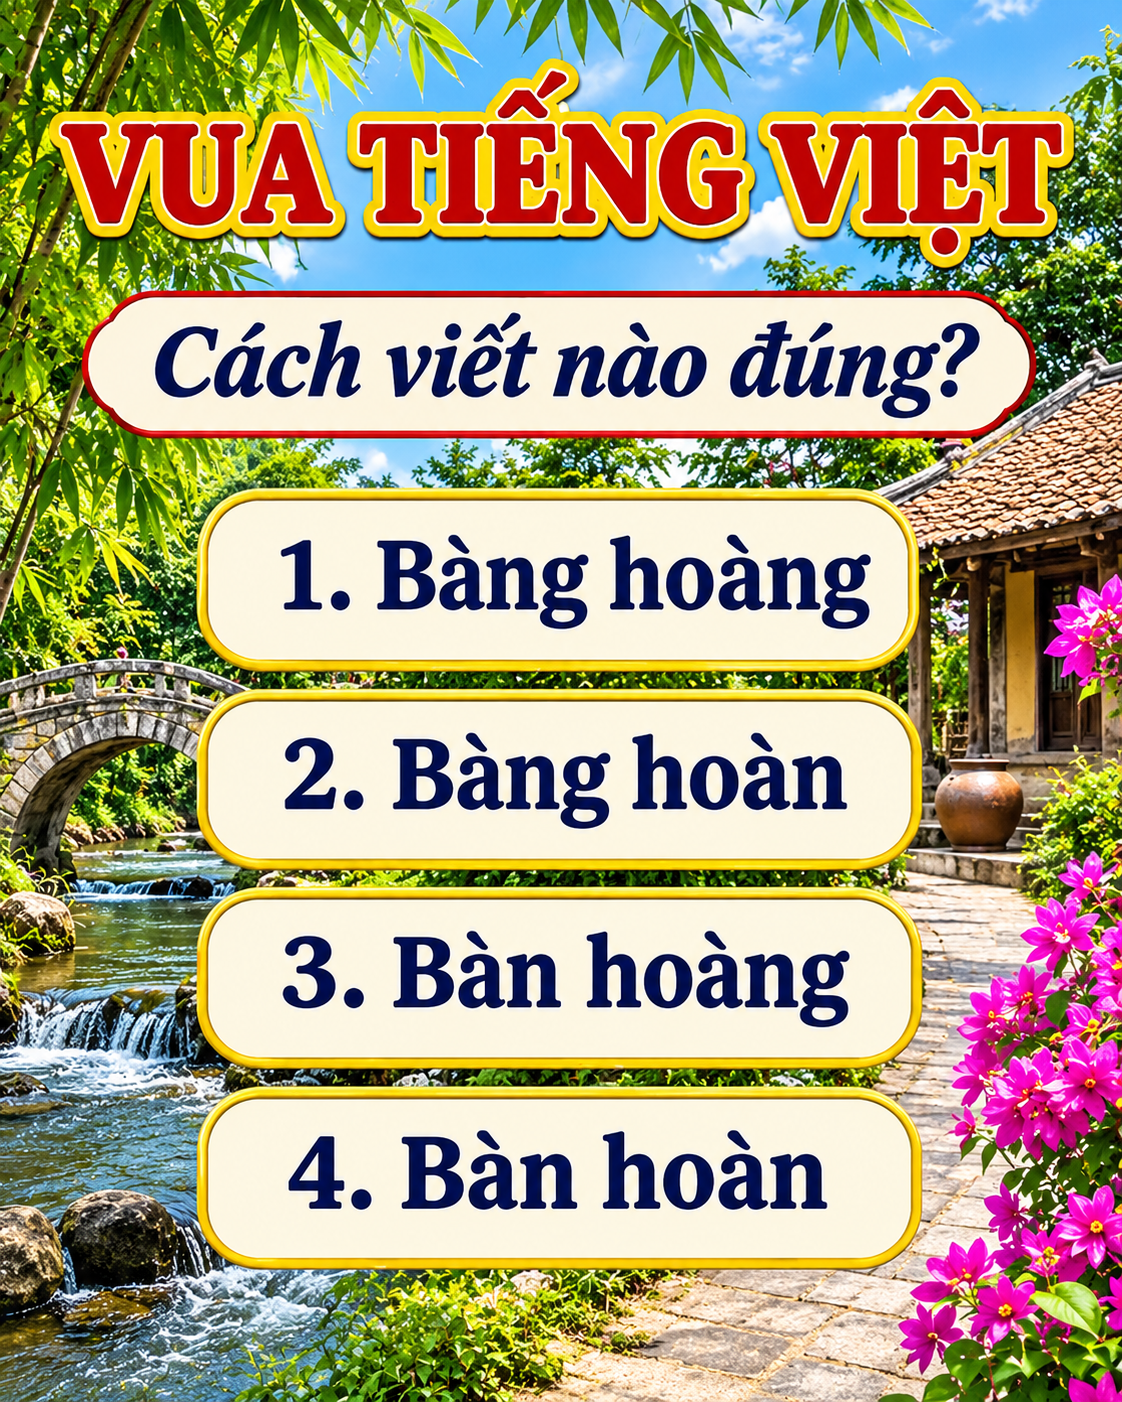 VUA TIẾNG VIỆT
Cách viết nào đúng?
1. Bàng hoàng
2. Bàng hoàn
3. Bàn hoàng
4. Bàn hoàn